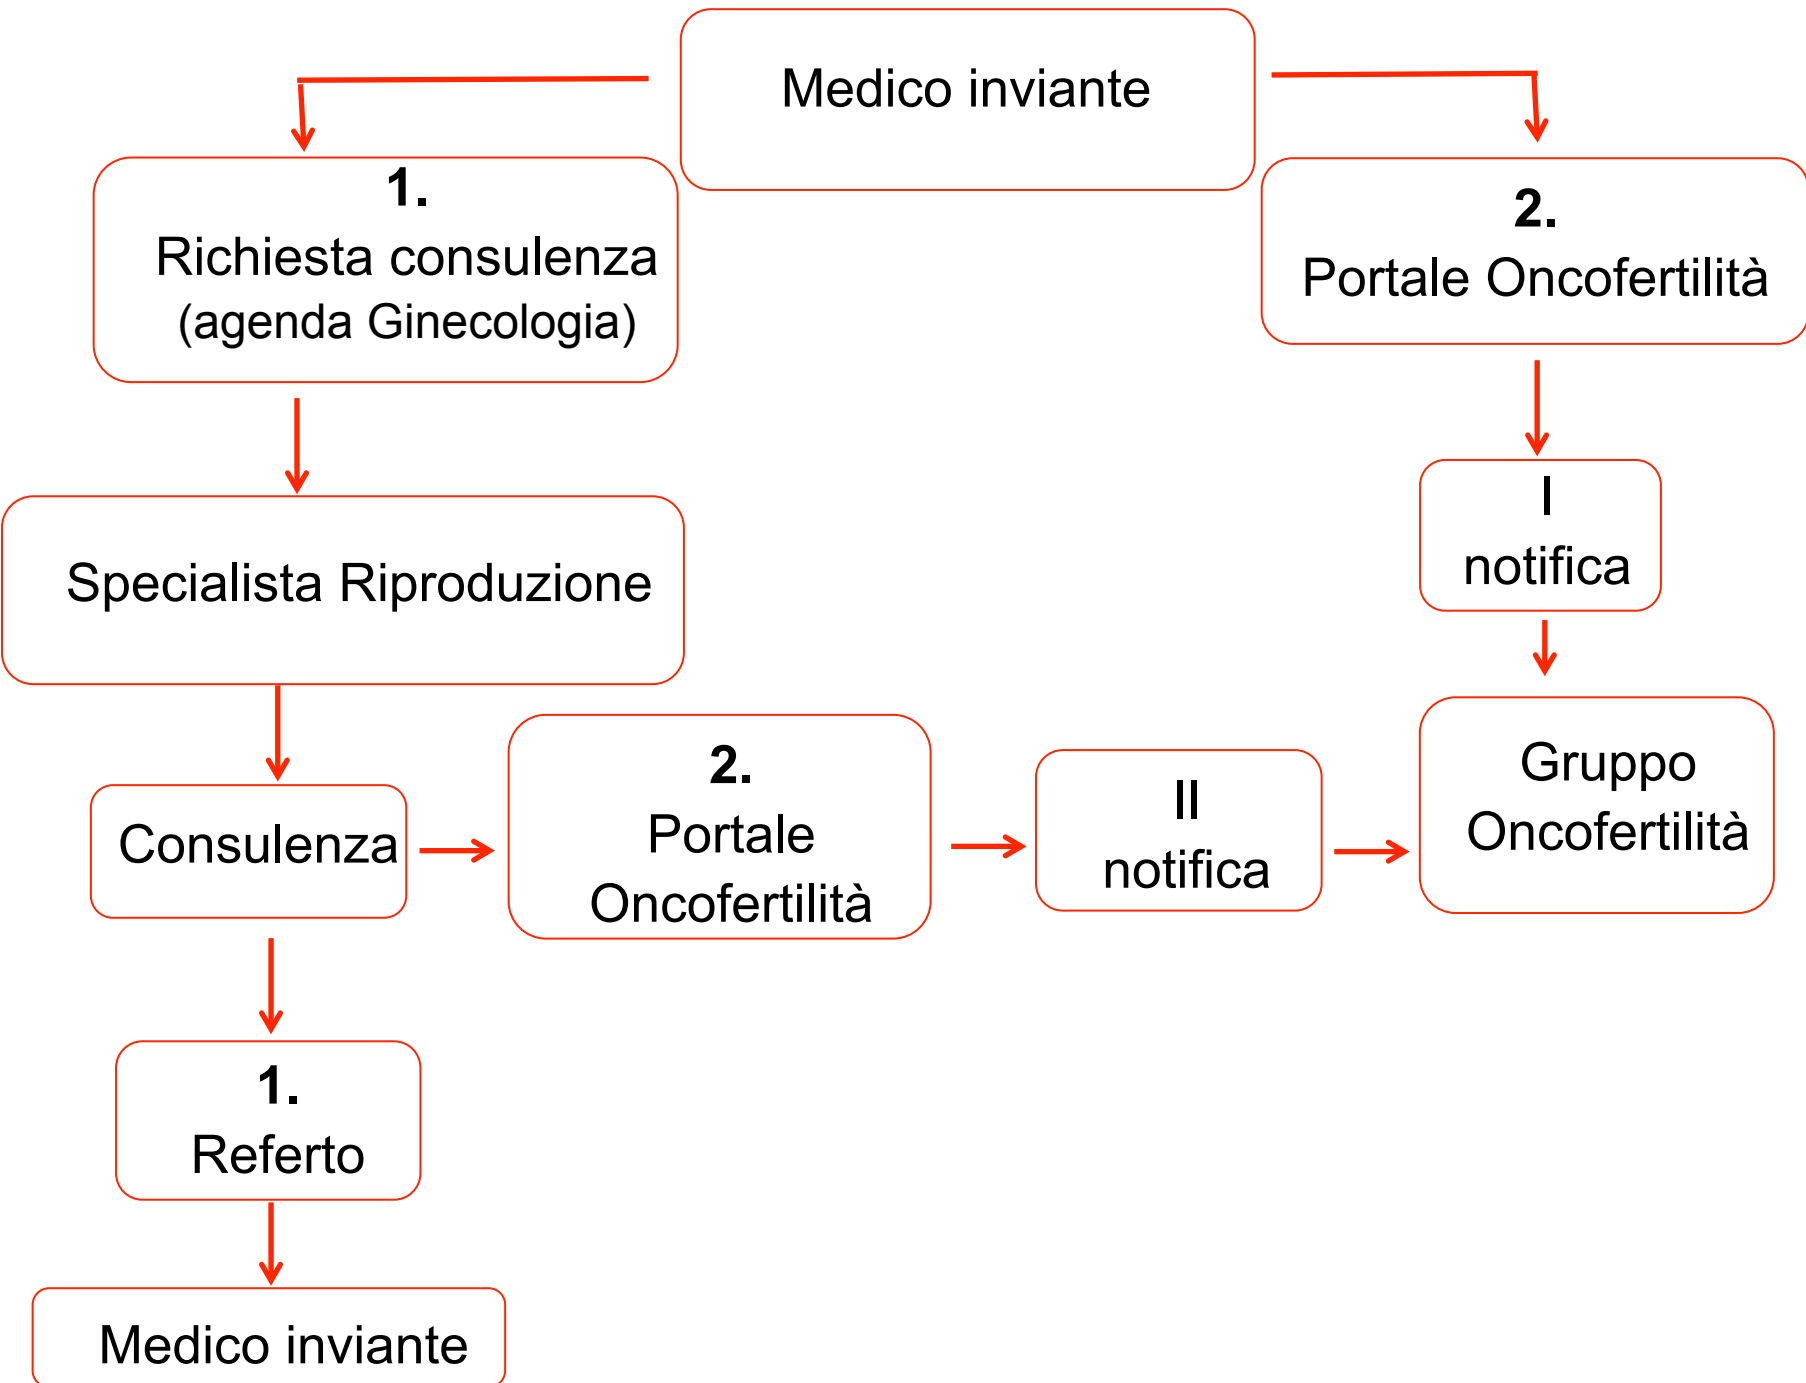 Medico inviante
1.
Richiesta consulenza
(agenda Ginecologia)
2.
Portale Oncofertilità
I
notifica
Specialista Riproduzione
Consulenza
2.
Portale
Oncofertilità
II
notifica
Gruppo
Oncofertilità
1.
Referto
Medico inviante